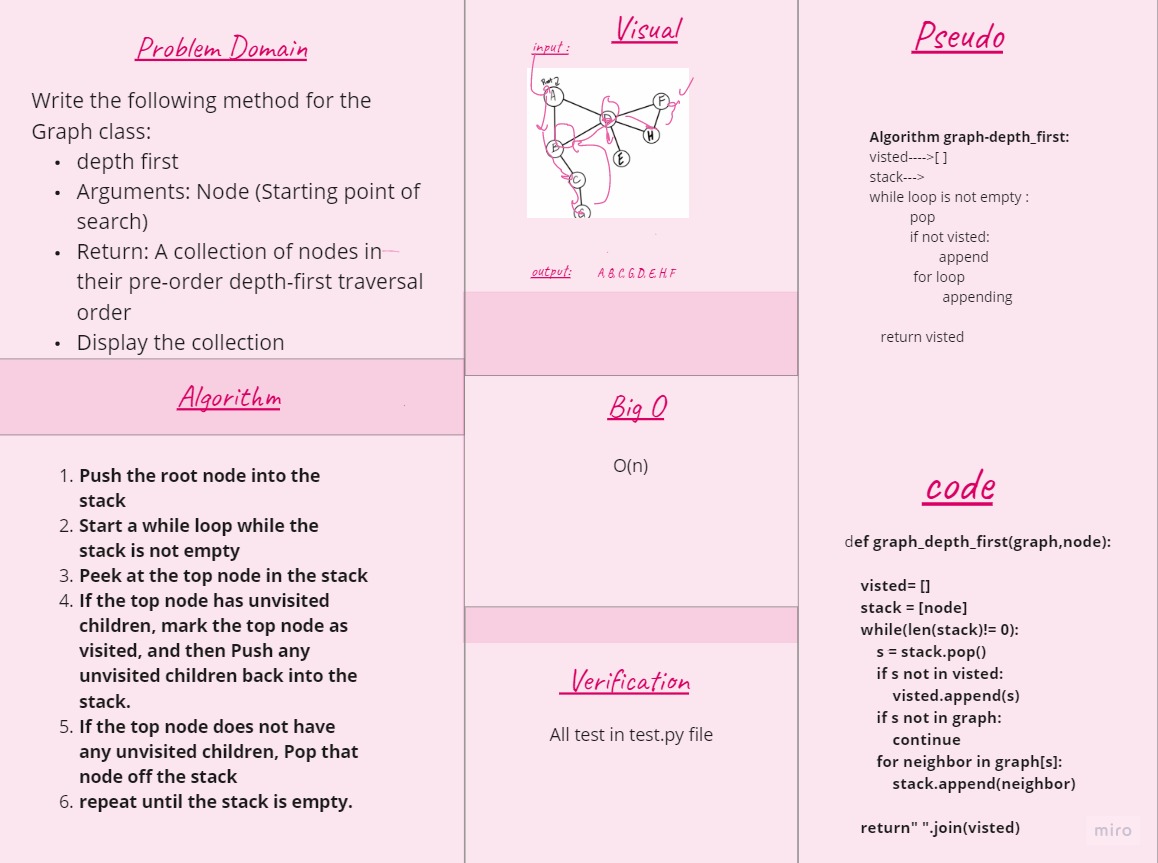 Problem Domain
Write the following method for the
Graph class:
• depth first
• Arguments: Node (Starting point of
search)
• Return: A collection of nodes in
their pre-order depth-first traversal
order
• Display the collection
Algorithm
1. Push the root node into the
stack
2. Start a while loop while the
stack is not empty
3. Peek at the top node in the stack
4. If the top node has unvisited
children, mark the top node as
visited, and then Push any
unvisited children back into the
stack.
5. If the top node does not have
any unvisited children, Pop that
node off the stack
6. repeat until the stack is empty.
Visual
input :
Root
A
F
D
H
B
E
C
G
output: A,B,C,G,D,E,H,F
Big O
O(n)
Verification
All test in test.py file
Pseudo
Algorithm graph-depth_first:
visted---->[ ]
stack--->
while loop is not empty :
pop
if not visted:
append
for loop
appending
return visted
code
def graph_depth_first(graph,node):
visted= []
stack = [node]
while(len(stack)!= 0):
s = stack.pop()
if s not in visted:
visted.append(s)
if s not in graph:
continue
for neighbor in graph[s]:
stack.append(neighbor)
return" ".join(visted)
miro